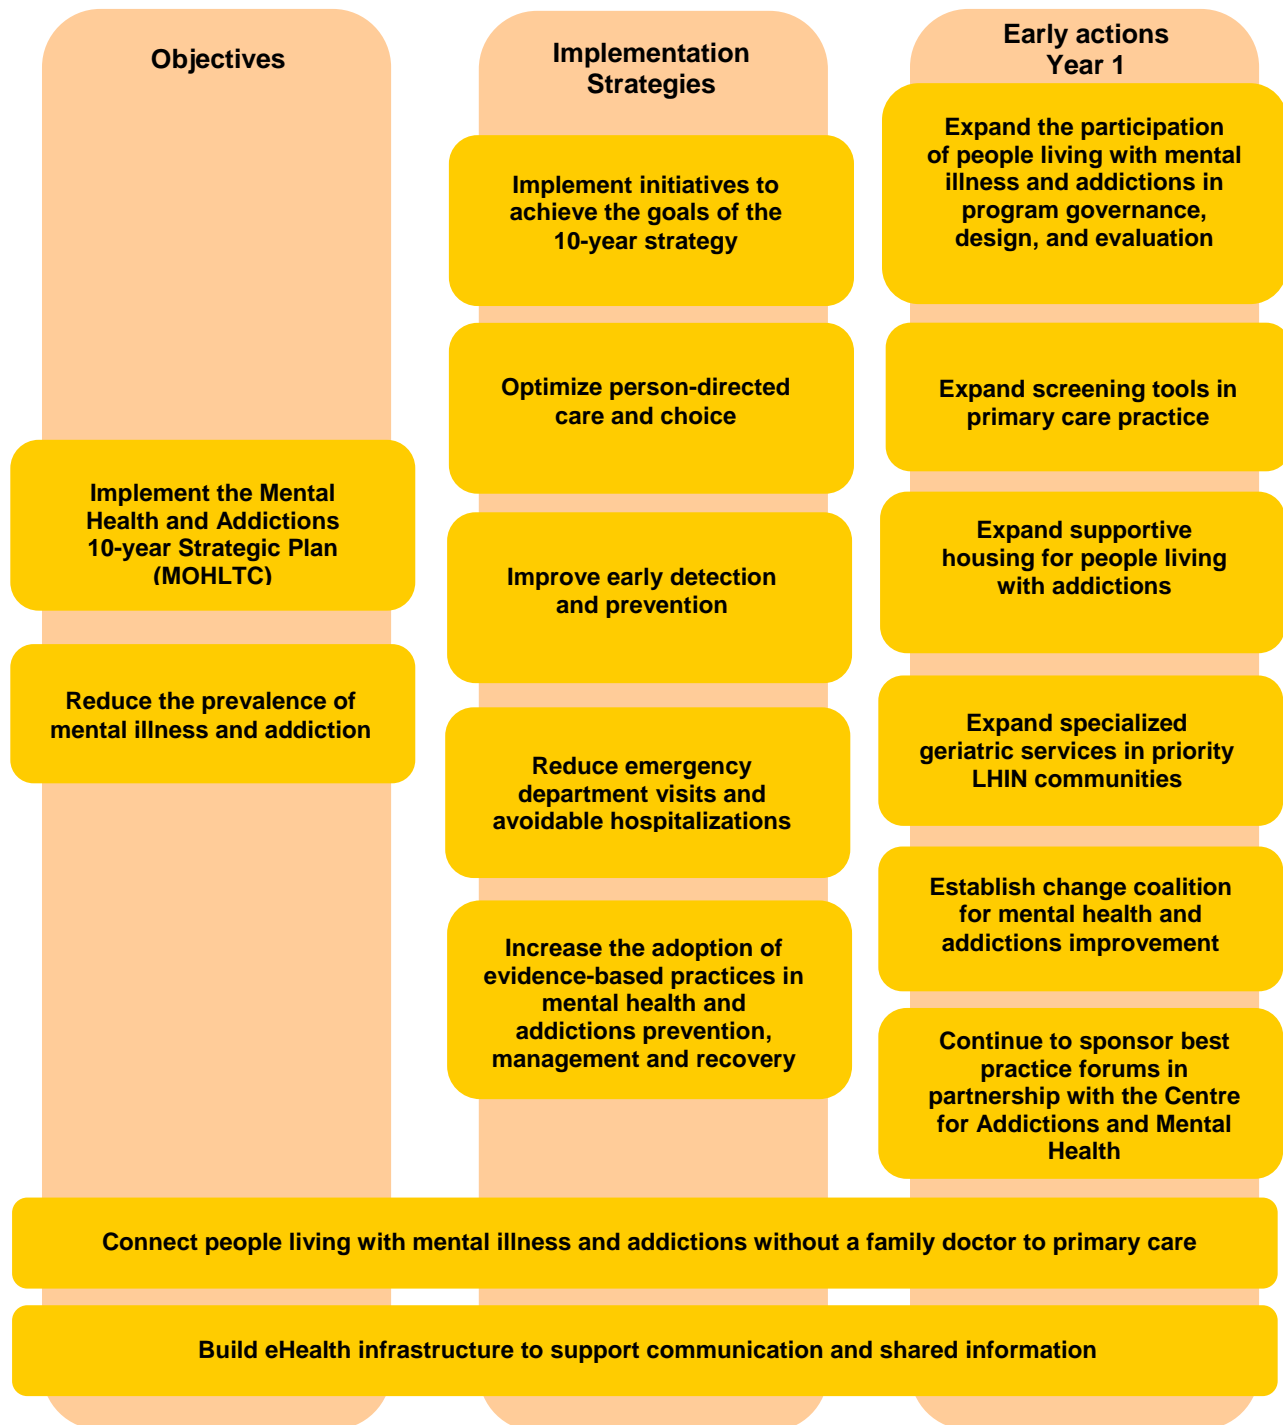 Objectives
Implement the Mental
Health and Addictions
10-year Strategic Plan
(MOHLTC)
Reduce the prevalence of
mental illness and addiction
Implementation
Strategies
Implement initiatives to
achieve the goals of the
10-year strategy
Optimize person-directed
care and choice
Improve early detection
and prevention
Reduce emergency
department visits and
avoidable hospitalizations
Increase the adoption of
evidence-based practices in
mental health and
addictions prevention,
management and recovery
Early actions
Year 1
Expand the participation
of people living with mental
illness and addictions in
program governance,
design, and evaluation
Expand screening tools in
primary care practice
Expand supportive
housing for people living
with addictions
Expand specialized
geriatric services in priority
LHIN communities
Establish change coalition
for mental health and
addictions improvement
Continue to sponsor best
practice forums in
partnership with the Centre
for Addictions and Mental
Health
Connect people living with mental illness and addictions without a family doctor to primary care
Build eHealth infrastructure to support communication and shared information